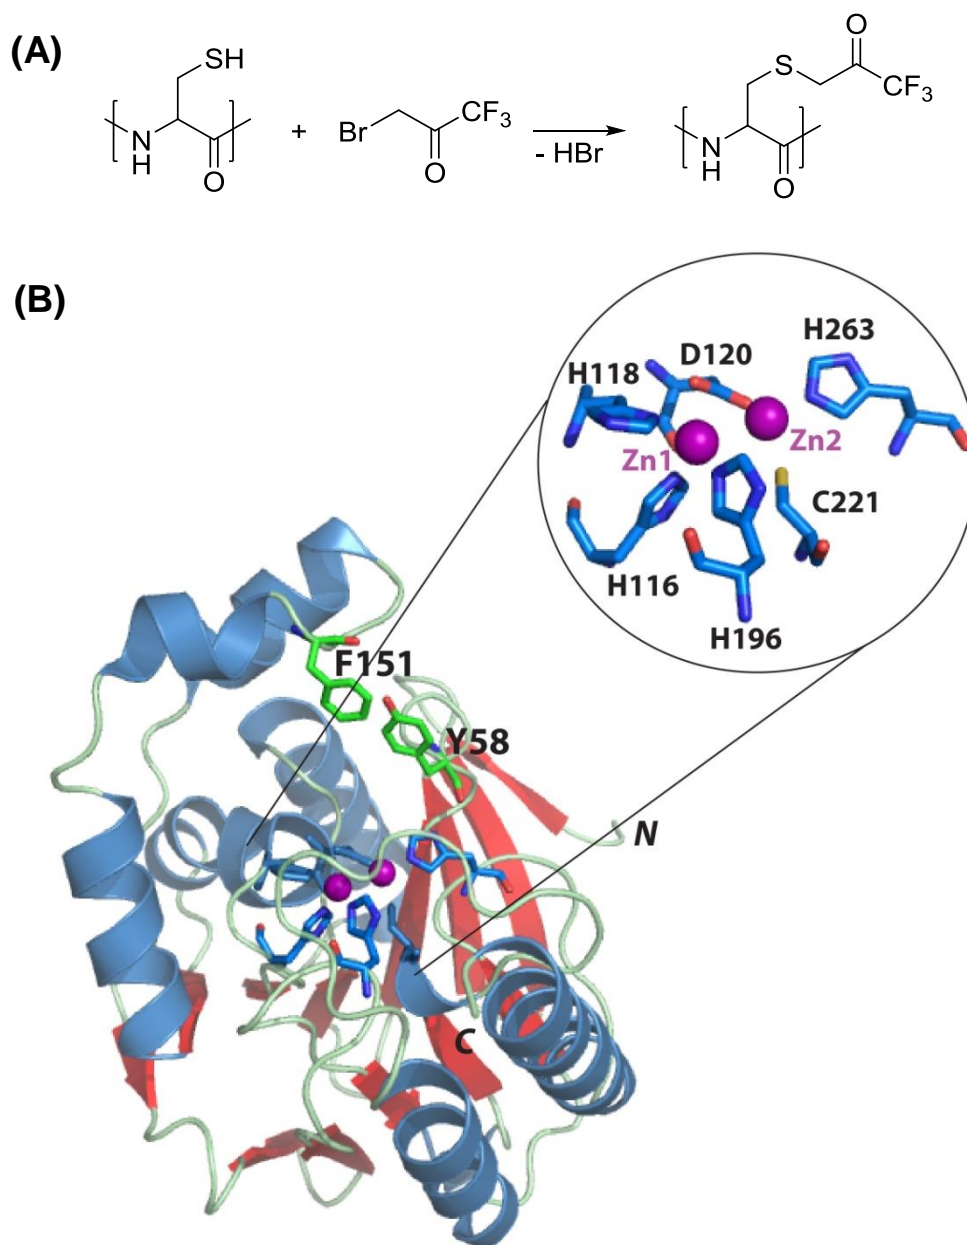 (A)
SH
N
H
O
+
Br
O
CF3
- HBr
S
O
CF3
N
H
O
(B)
H263
D120
H118
Zn2
Zn1
C221
H116
H196
F151
Y58
N
C